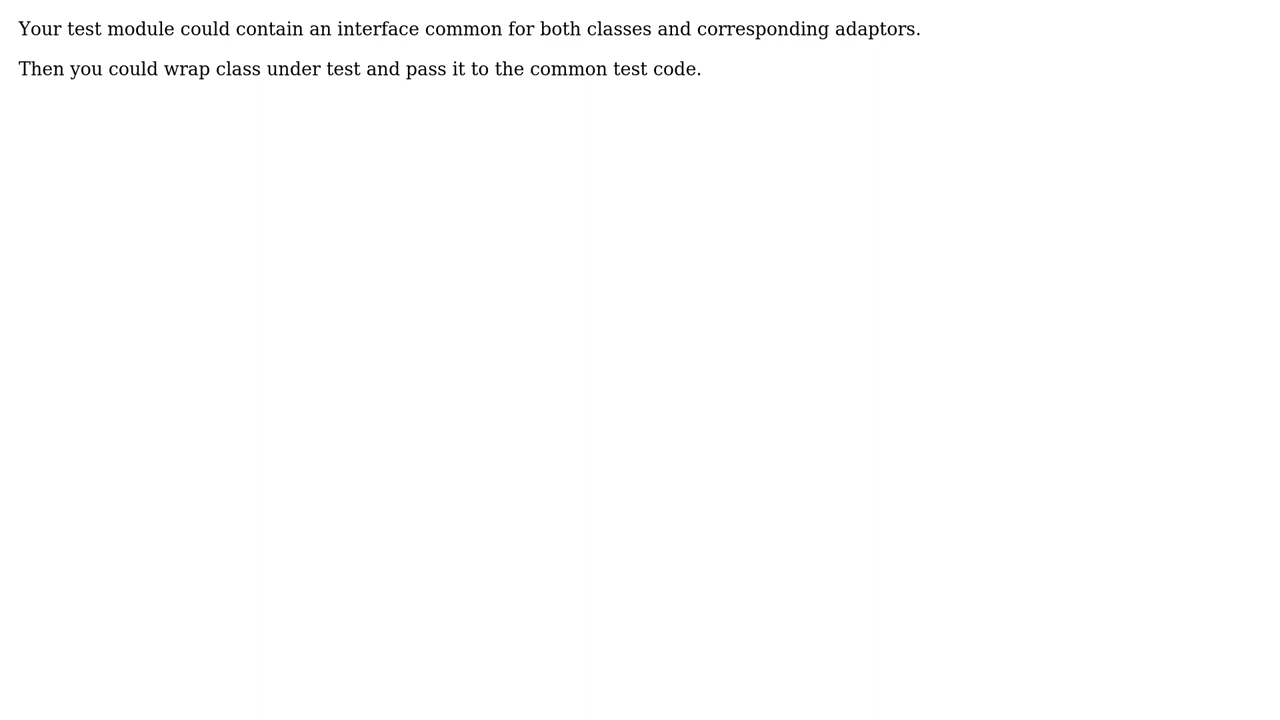 Your test module could contain an interface common for both classes and corresponding adaptors.
Then you could wrap class under test and pass it to the common test code.